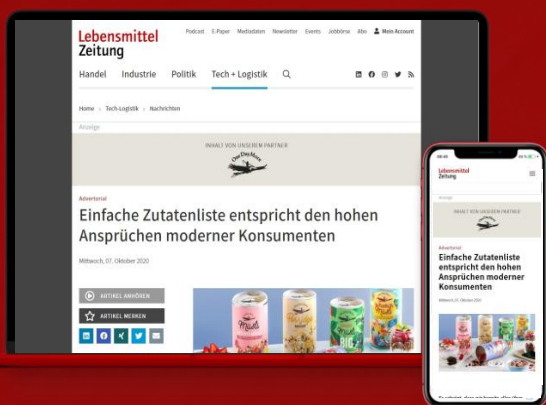 Lebensmittel
Zeitung
Podcast E-Paper Mediadaten Newsletter Events Jobbörse Abo Mein Account
Handel Industrie Politik Tech + Logistik
Home > Tech-Logistik > Nachrichten
Anzeige
INHALT VON UNSEREM PARTNER
OneDayMore
Advertorial
Einfache Zutatenliste entspricht den hohen
Ansprüchen moderner Konsumenten
Mittwoch, 07. Oktober 2020
ARTIKEL ANHÖREN
ARTIKEL MERKEN
Müsli
BIG
Lebensmittel
Zeitung
Anzeige
INHALT VON UNSEREM PARTNER
Advertorial
Einfache Zutatenliste
entspricht den hohen
Ansprüchen moderner
Konsumenten